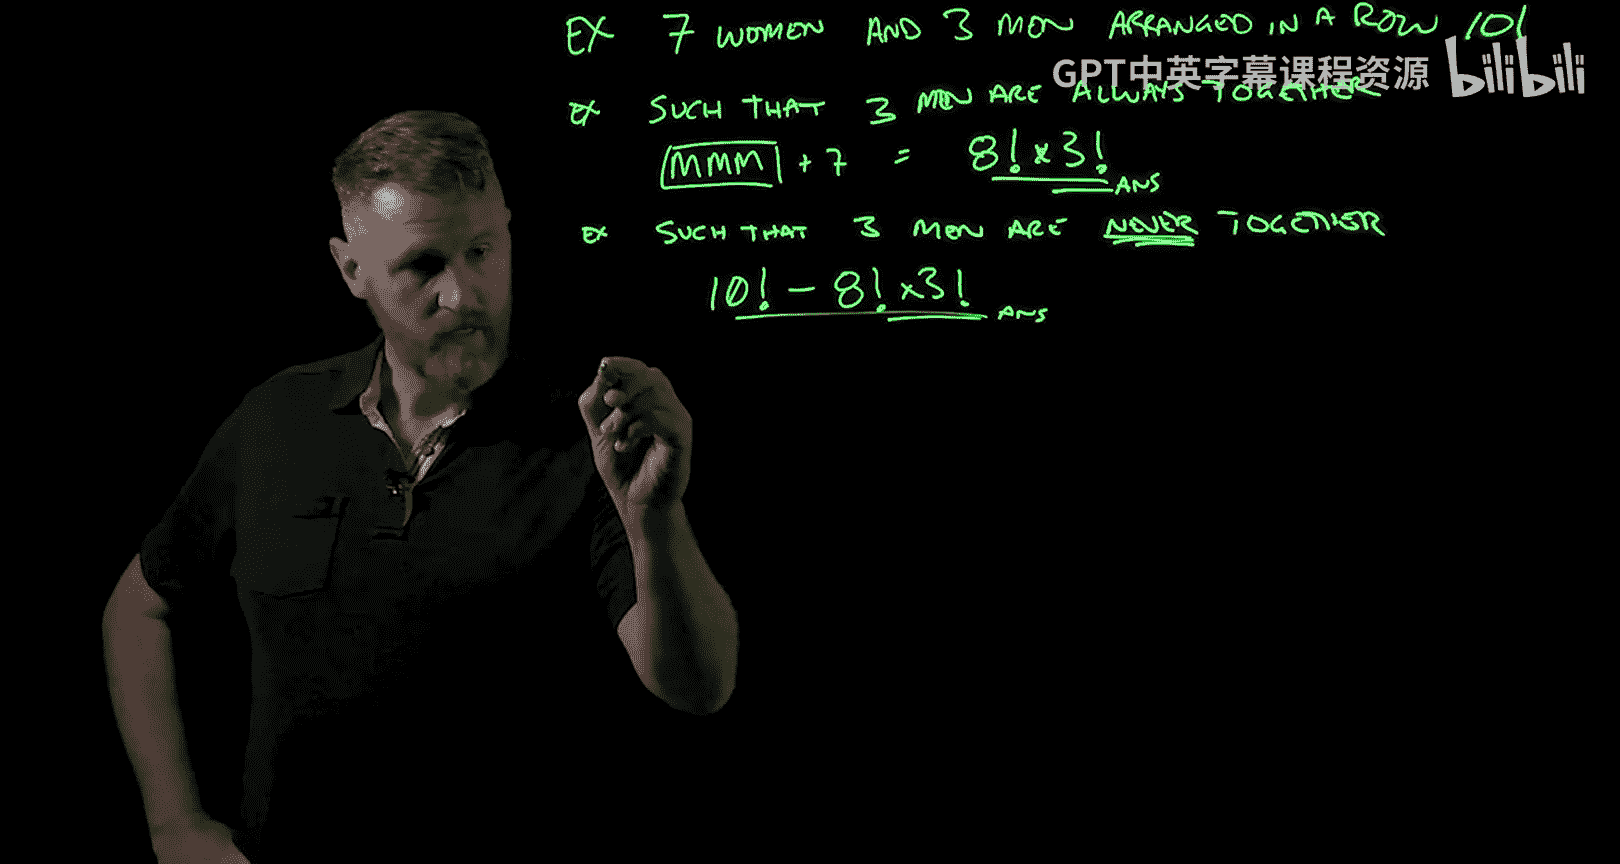 EX 7 WOMEN AND 3 MEN ARRANGED IN A ROW 10!
GPT中英字幕课程资源 bilibili
EX SUCH THAT 3 MEN ARE ALWAYS TOGETHER
MMM + 7 = 8! × 3! ANS
EX SUCH THAT 3 MEN ARE NEVER TOGETHER
10! - 8! × 3! ANS